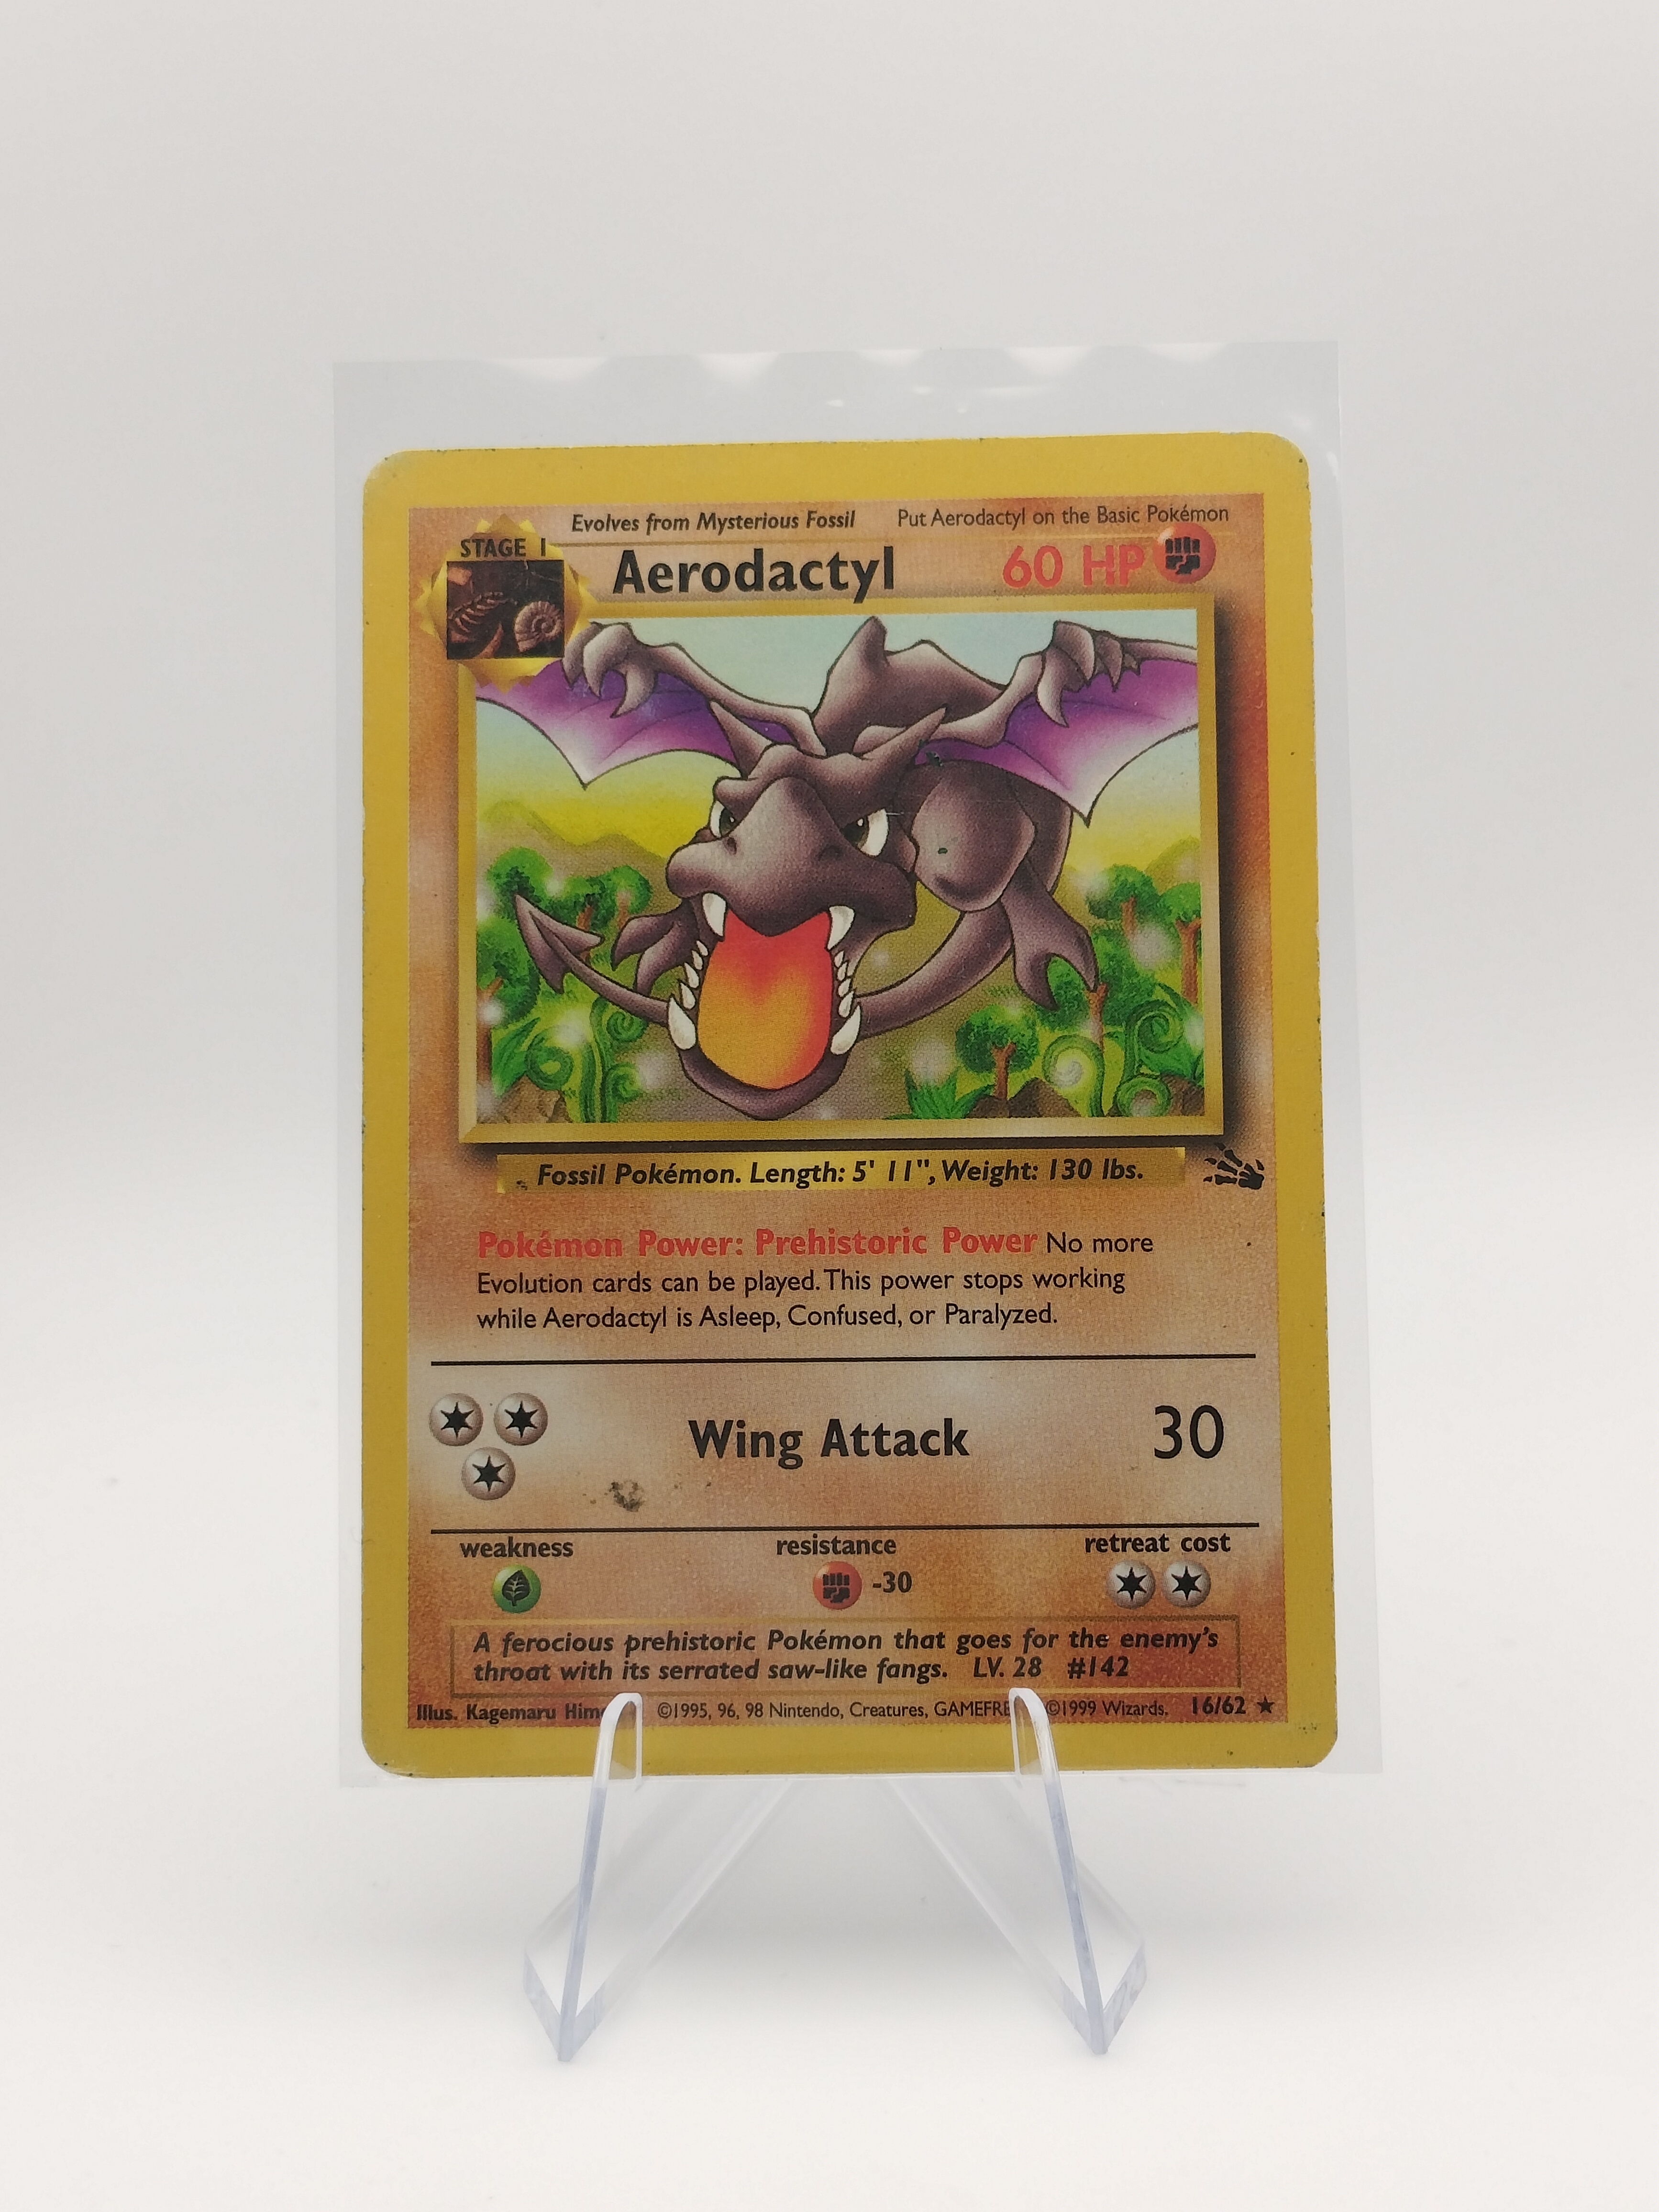 Evolves from Mysterious Fossil Put Aerodactyl on the Basic Pokémon
STAGE 1
Aerodactyl 60 HP
Fossil Pokémon. Length: 5' 11", Weight: 130 lbs.
Pokémon Power: Prehistoric Power No more
Evolution cards can be played. This power stops working
while Aerodactyl is Asleep, Confused, or Paralyzed.
Wing Attack 30
weakness resistance retreat cost
-30
A ferocious prehistoric Pokémon that goes for the enemy's
throat with its serrated saw-like fangs. LV. 28 #142
Illus. Kagemaru ©1995, 96, 98 Nintendo, Creatures, ©1999 Wizards. 16/62 ★